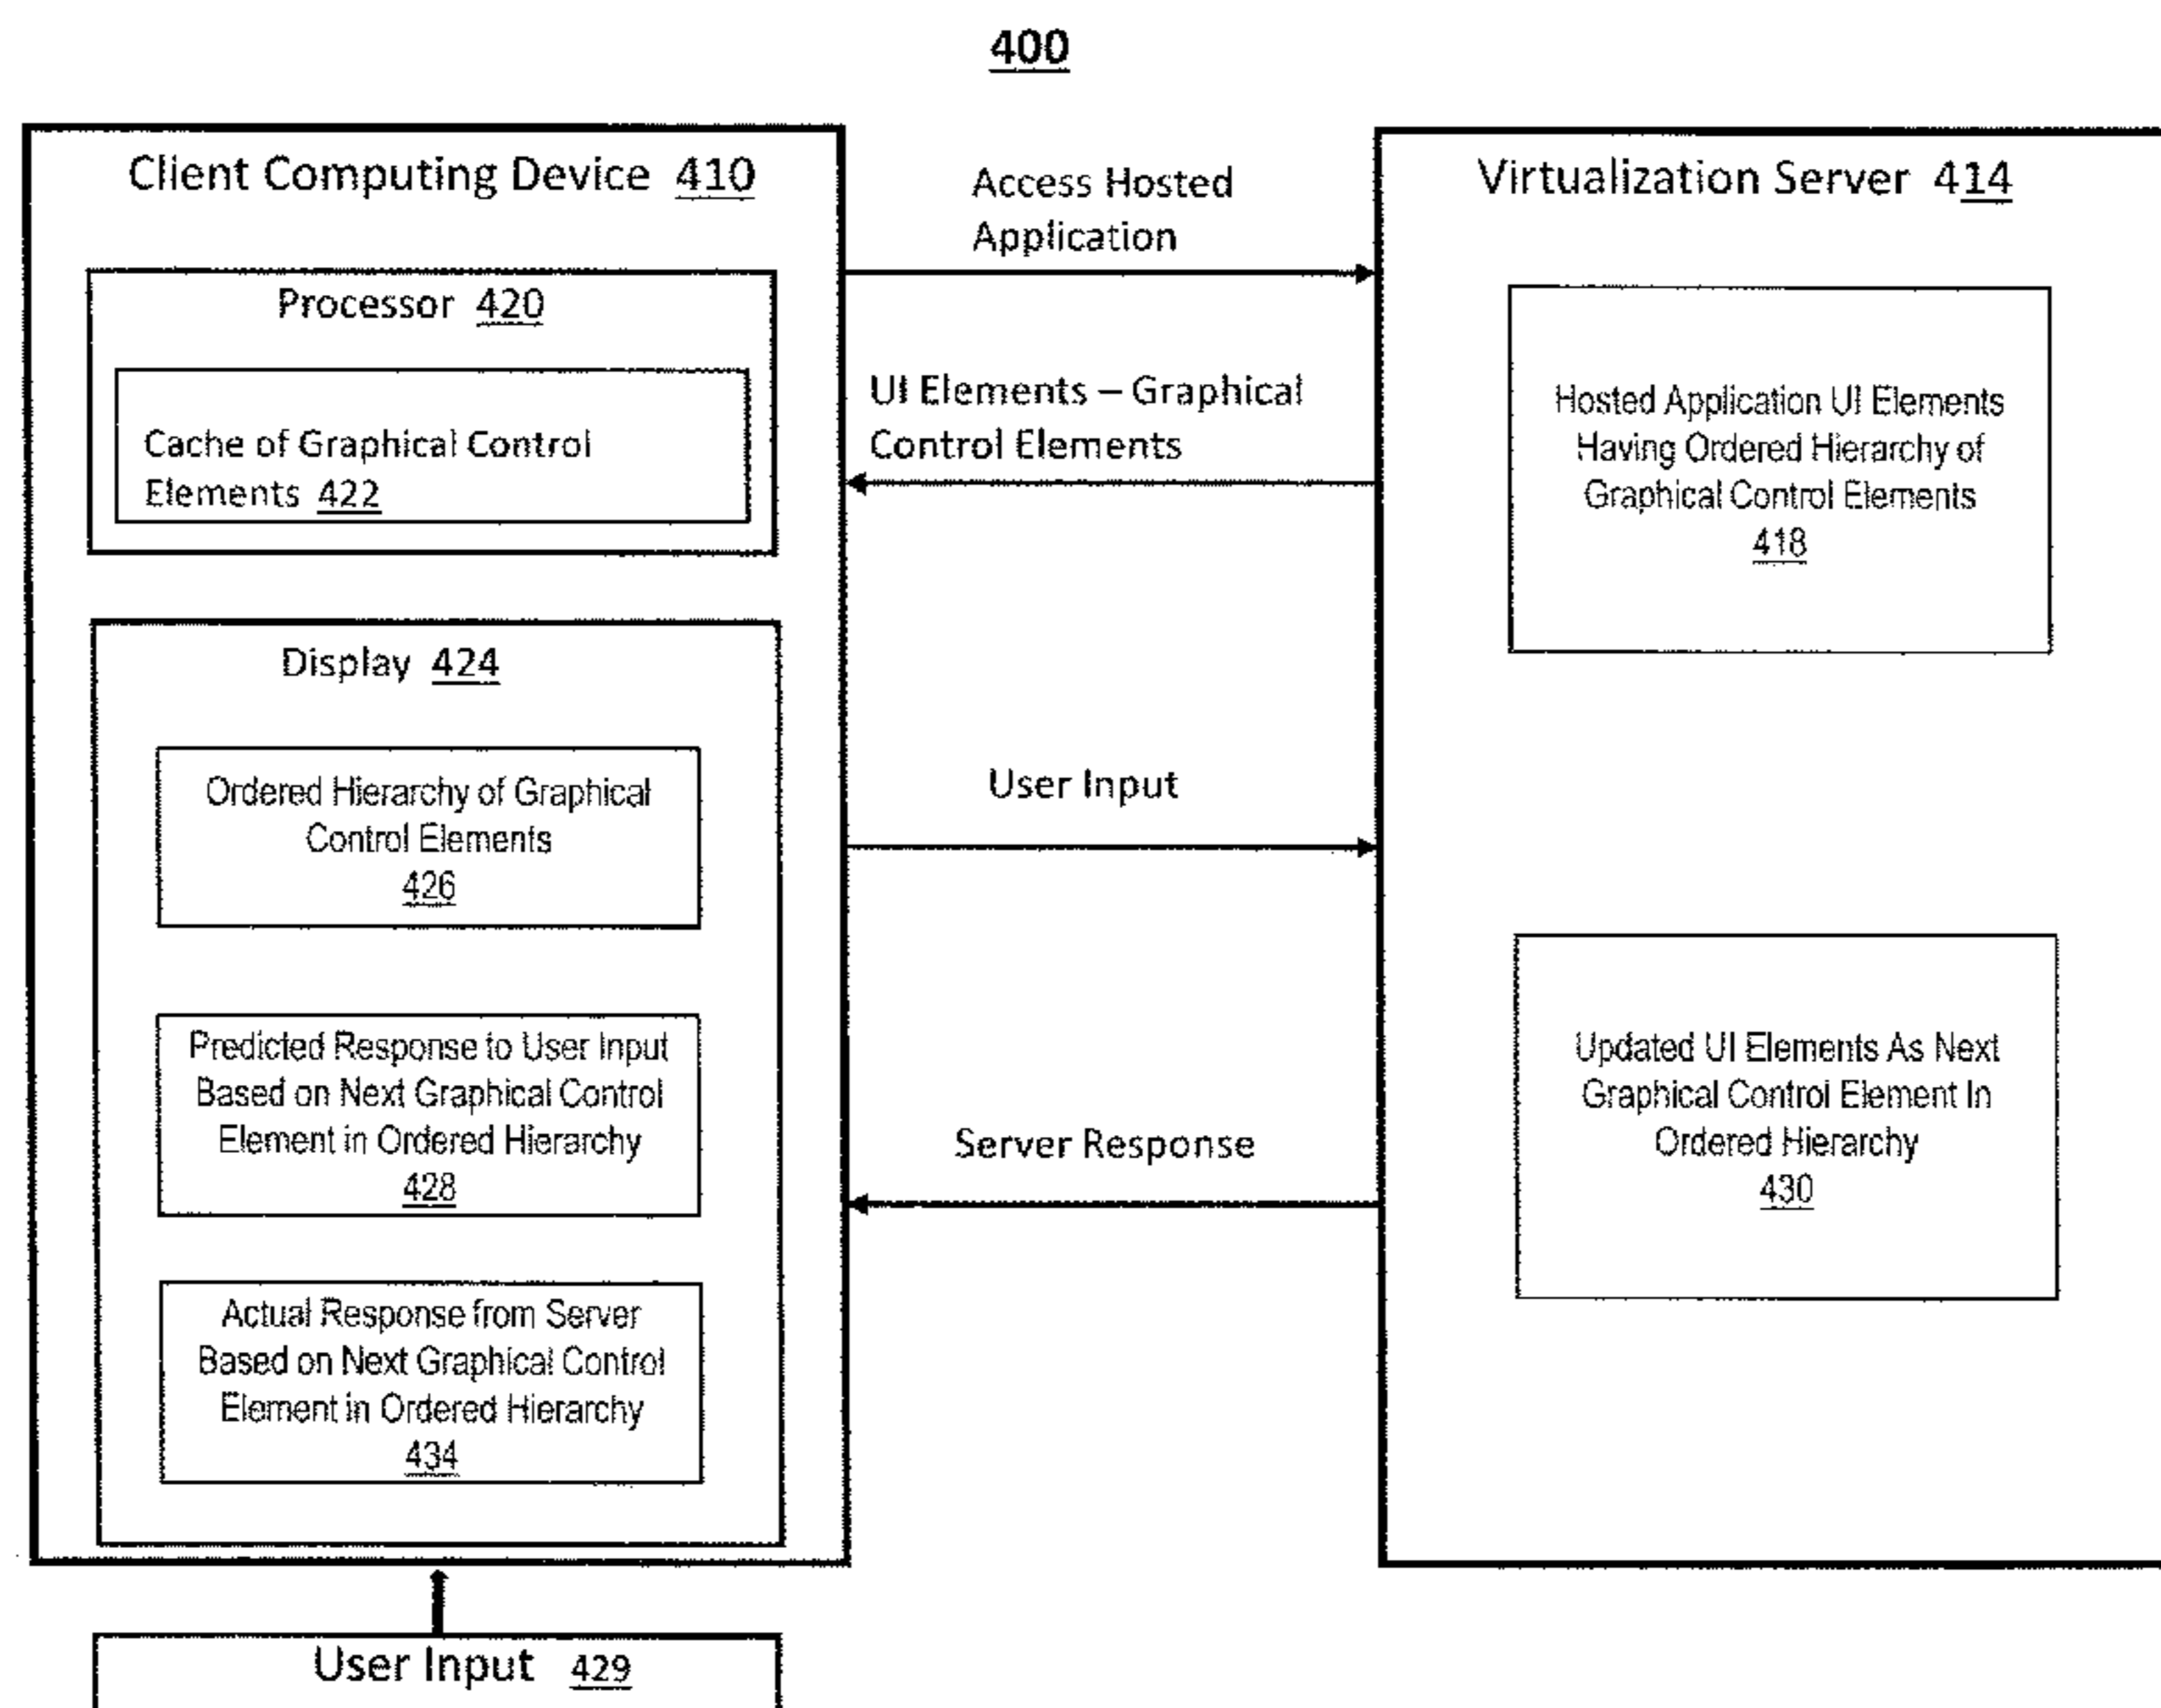 400
Client Computing Device 410
Processor 420
Cache of Graphical Control
Elements 422
Display 424
Ordered Hierarchy of Graphical
Control Elements
426
Predicted Response to User Input
Based on Next Graphical Control
Element in Ordered Hierarchy
428
Actual Response from Server
Based on Next Graphical Control
Element in Ordered Hierarchy
434
User Input 429
Access Hosted
Application
UI Elements – Graphical
Control Elements
User Input
Server Response
Virtualization Server 414
Hosted Application UI Elements
Having Ordered Hierarchy of
Graphical Control Elements
418
Updated UI Elements As Next
Graphical Control Element In
Ordered Hierarchy
430